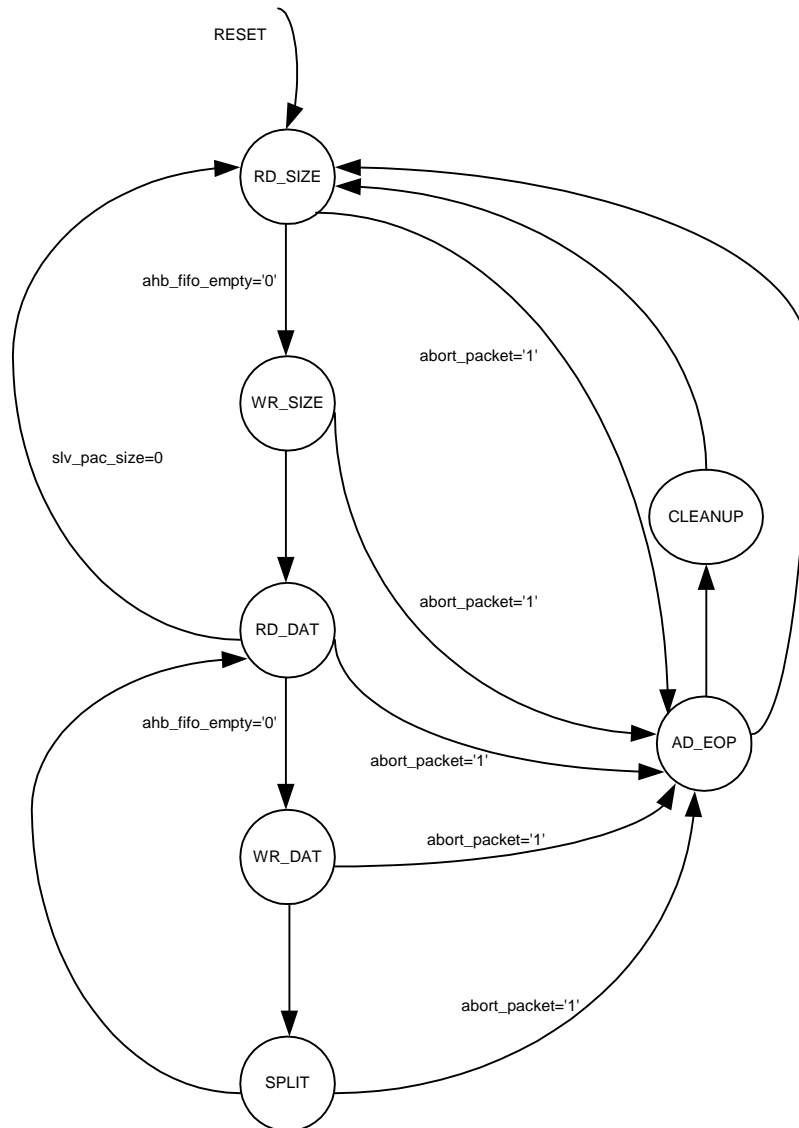 RESET
RD_SIZE
ahb_fifo_empty='0'
abort_packet='1'
WR_SIZE
slv_pac_size=0
CLEANUP
abort_packet='1'
RD_DAT
ahb_fifo_empty='0'
AD_EOP
abort_packet='1'
abort_packet='1'
WR_DAT
abort_packet='1'
SPLIT